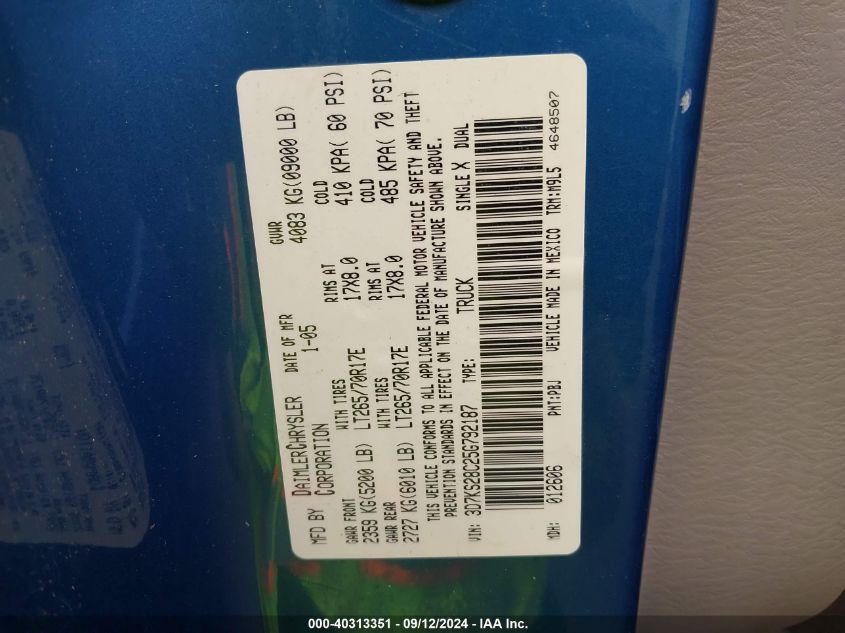 MFD BY DAIMLERCHRYSLER CORPORATION DATE OF MFR 1-05 GVWR 4083 KG(09000 LB)
GAWR FRONT WITH TIRES RIMS AT COLD
2359 KG(5200 LB) LT265/70R17E 17X8.0 410 KPA( 60 PSI)
GAWR REAR WITH TIRES RIMS AT COLD
2727 KG(6010 LB) LT265/70R17E 17X8.0 485 KPA( 70 PSI)
THIS VEHICLE CONFORMS TO ALL APPLICABLE FEDERAL MOTOR VEHICLE SAFETY AND THEFT
PREVENTION STANDARDS IN EFFECT ON THE DATE OF MANUFACTURE SHOWN ABOVE.
VIN: 3D7KS28C25G792187 TYPE: TRUCK SINGLE X DUAL
MDH: 012606 PNT:PBJ VEHICLE MADE IN MEXICO TRM:M9L5 4648507
000-40313351 - 09/12/2024 - IAA Inc.